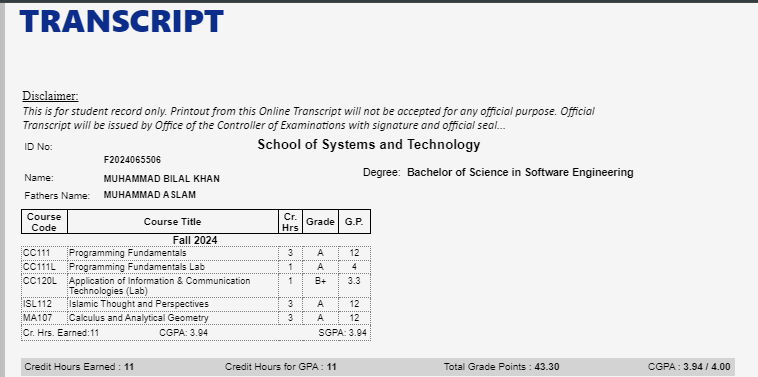 TRANSCRIPT
Disclaimer:
This is for student record only. Printout from this Online Transcript will not be accepted for any official purpose. Official
Transcript will be issued by Office of the Controller of Examinations with signature and official seal...
ID No: School of Systems and Technology
F2024065506
Degree: Bachelor of Science in Software Engineering
Name: MUHAMMAD BILAL KHAN
Fathers Name: MUHAMMAD ASLAM
Course Code Course Title Cr. Hrs Grade G.P.
Fall 2024
CC111 Programming Fundamentals 3 A 12
CC111L Programming Fundamentals Lab 1 A 4
CC120L Application of Information & Communication 1 B+ 3.3
Technologies (Lab)
ISL112 Islamic Thought and Perspectives 3 A 12
MA107 Calculus and Analytical Geometry 3 A 12
Cr. Hrs. Earned:11 CGPA: 3.94 SGPA: 3.94
Credit Hours Earned : 11 Credit Hours for GPA : 11 Total Grade Points : 43.30 CGPA : 3.94 / 4.00